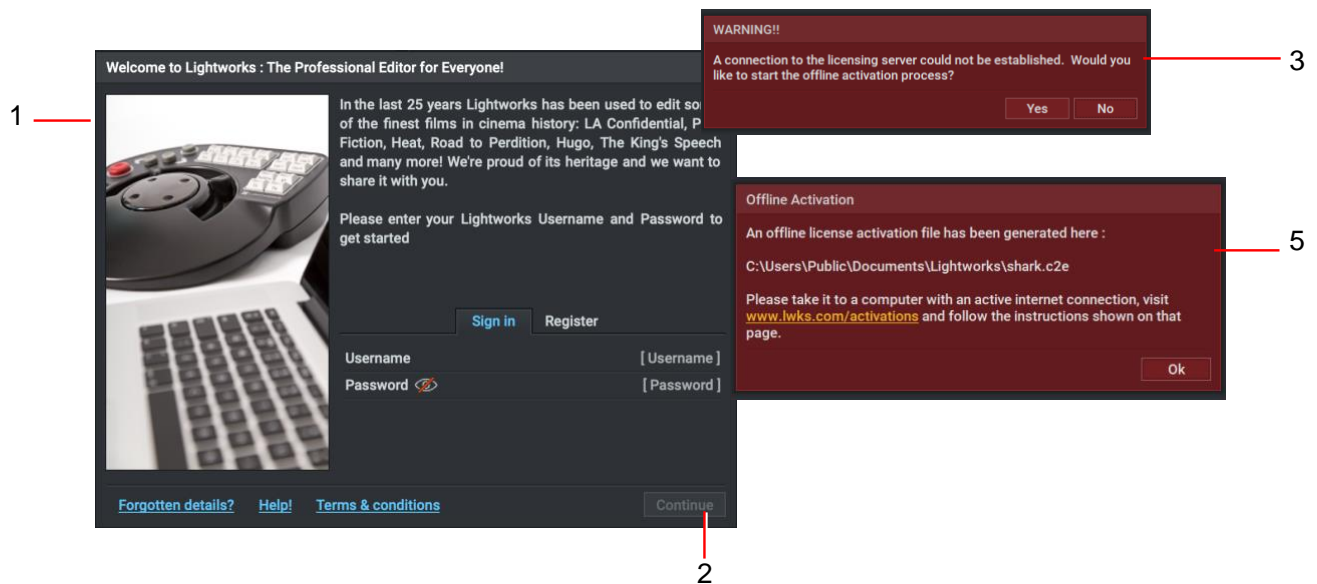 WARNING!!
A connection to the licensing server could not be established. Would you
like to start the offline activation process?
Yes No
3
Welcome to Lightworks : The Professional Editor for Everyone!
1
In the last 25 years Lightworks has been used to edit
of the finest films in cinema history: LA Confidential,
Fiction, Heat, Road to Perdition, Hugo, The King's Speech
and many more! We're proud of its heritage and we want to
share it with you.
Please enter your Lightworks Username and Password to
get started
Sign in Register
Username [ Username ]
Password [ Password ]
Forgotten details? Help! Terms & conditions Continue
2
Offline Activation
An offline license activation file has been generated here :
C:\Users\Public\Documents\Lightworks\shark.c2e
Please take it to a computer with an active internet connection, visit
www.lwks.com/activations and follow the instructions shown on that
page.
Ok
5